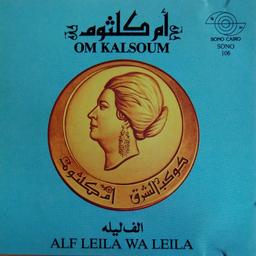 أم كلثوم
OM KALSOUM
SONO CAIRO
SONO
106
كوكب الشرق
أم كلثوم
الف ليله
ALF LEILA WA LEILA